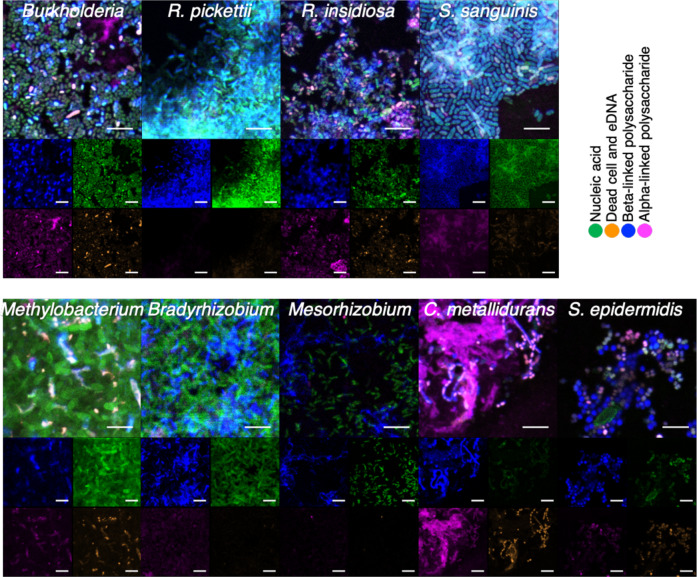 Burkholderia
R. pickettii
R. insidiosa
S. sanguinis
Nucleic acid
Dead cell and eDNA
Beta-linked polysaccharide
Alpha-linked polysaccharide
Methylobacterium
Bradyrhizobium
Mesorhizobium
C. metallidurans
S. epidermidis